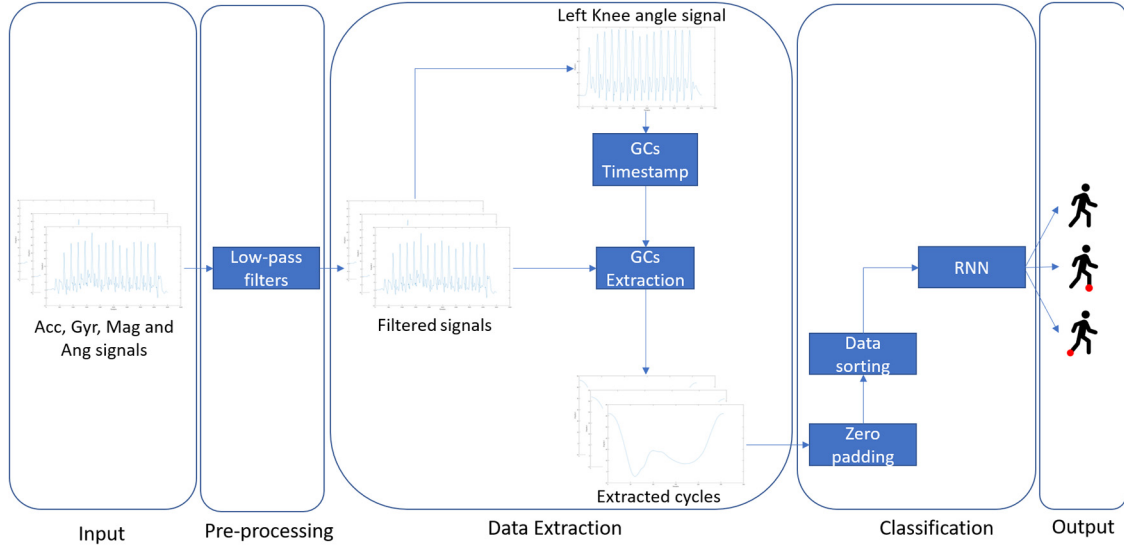 Left Knee angle signal
GCs
Timestamp
Low-pass
filters
GCs
Extraction
RNN
Acc, Gyr, Mag and
Ang signals
Filtered signals
Data
sorting
Zero
padding
Extracted cycles
Input
Pre-processing
Data Extraction
Classification
Output